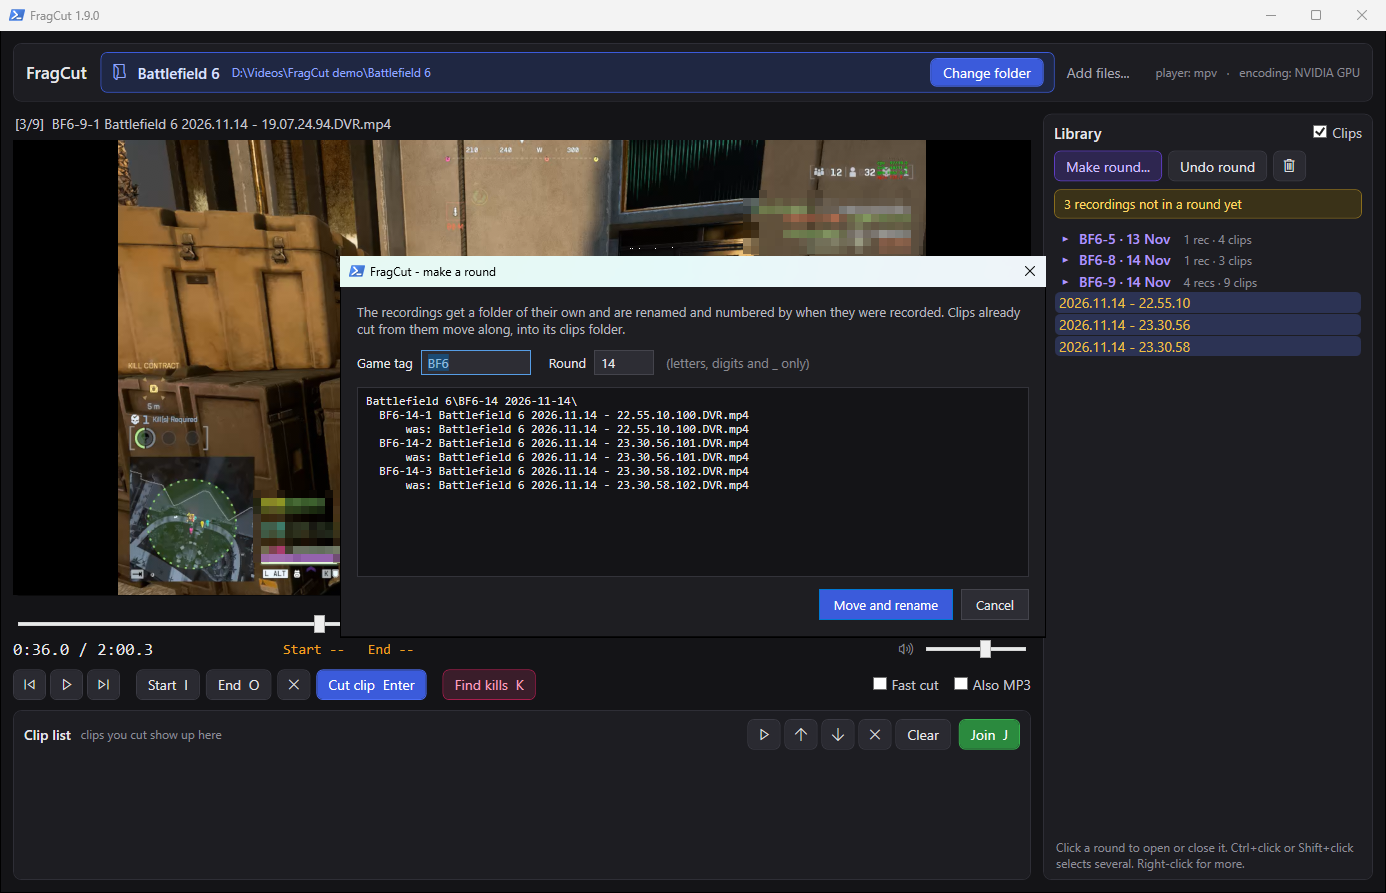 FragCut 1.9.0
FragCut
Battlefield 6 D:\Videos\FragCut demo\Battlefield 6
Change folder
Add files...
player: mpv · encoding: NVIDIA GPU
[3/9] BF6-9-1 Battlefield 6 2026.11.14 - 19.07.24.94.DVR.mp4
210 240 W 300
12 32 1
KILL CONTRACT
5 m
1 Kill(s) Required
L ALT
K
FragCut - make a round
The recordings get a folder of their own and are renamed and numbered by when they were recorded. Clips already
cut from them move along, into its clips folder.
Game tag BF6 Round 14 (letters, digits and _ only)
Battlefield 6\BF6-14 2026-11-14\
BF6-14-1 Battlefield 6 2026.11.14 - 22.55.10.100.DVR.mp4
was: Battlefield 6 2026.11.14 - 22.55.10.100.DVR.mp4
BF6-14-2 Battlefield 6 2026.11.14 - 23.30.56.101.DVR.mp4
was: Battlefield 6 2026.11.14 - 23.30.56.101.DVR.mp4
BF6-14-3 Battlefield 6 2026.11.14 - 23.30.58.102.DVR.mp4
was: Battlefield 6 2026.11.14 - 23.30.58.102.DVR.mp4
Move and rename
Cancel
0:36.0 / 2:00.3
Start -- End --
Start I
End O
Cut clip Enter
Find kills K
Fast cut
Also MP3
Clip list clips you cut show up here
Clear
Join J
Library
Clips
Make round...
Undo round
3 recordings not in a round yet
BF6-5 · 13 Nov 1 rec · 4 clips
BF6-8 · 14 Nov 1 rec · 3 clips
BF6-9 · 14 Nov 4 recs · 9 clips
2026.11.14 - 22.55.10
2026.11.14 - 23.30.56
2026.11.14 - 23.30.58
Click a round to open or close it. Ctrl+click or Shift+click
selects several. Right-click for more.